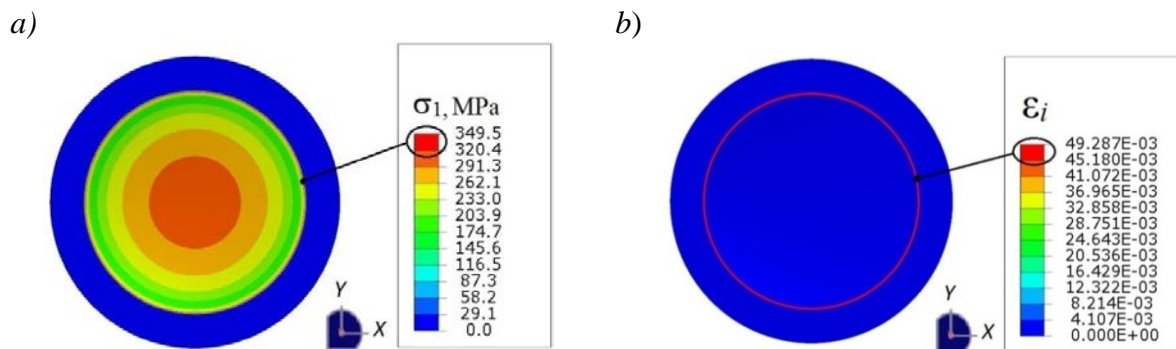 a)
σ1, MPa
349.5
320.4
291.3
262.1
233.0
203.9
174.7
145.6
116.5
87.3
58.2
29.1
0.0
Y
X
b)
εi
49.287E-03
45.180E-03
41.072E-03
36.965E-03
32.858E-03
28.751E-03
24.643E-03
20.536E-03
16.429E-03
12.322E-03
8.214E-03
4.107E-03
0.000E+00
Y
X